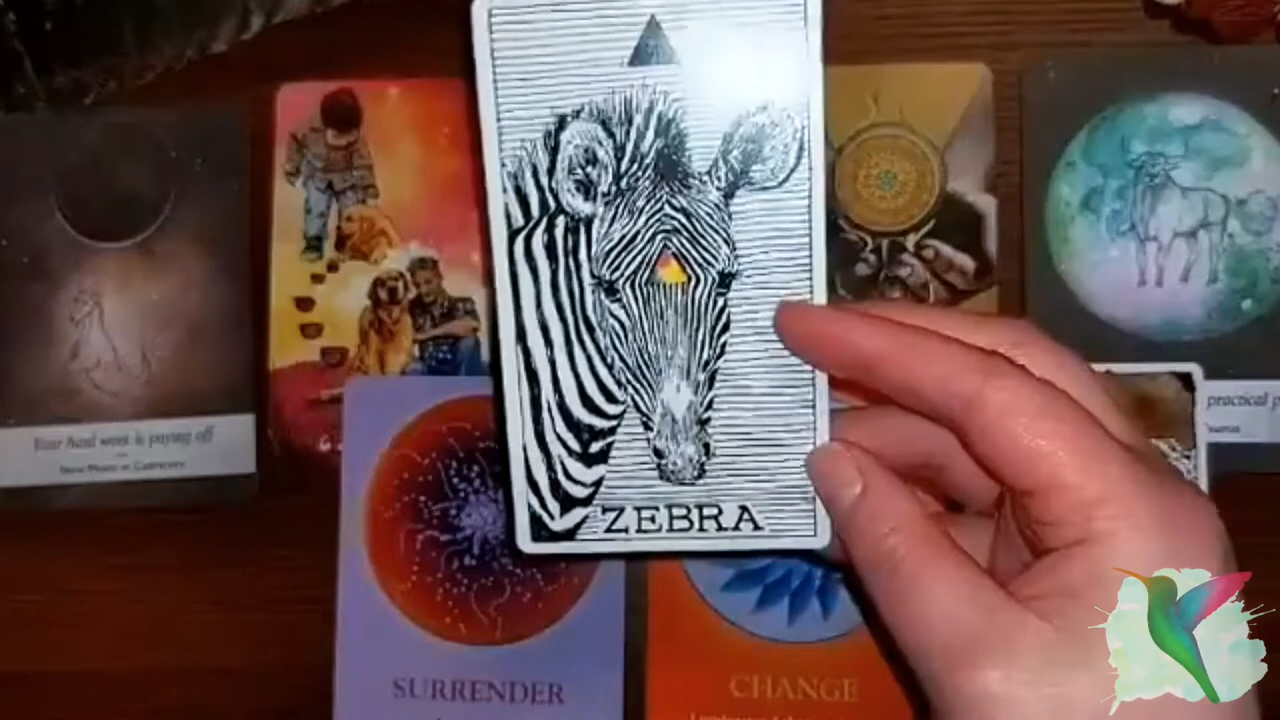 ZEBRA
Your hard work is paying off
New Moon in Capricorn
practical p
SURRENDER
CHANGE